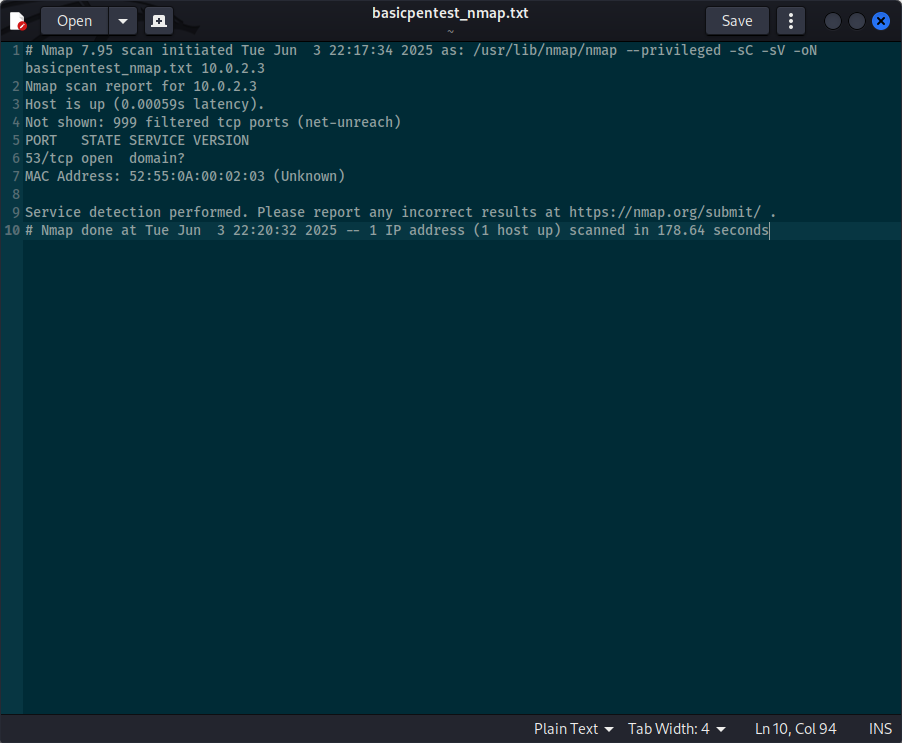 Open
basicpentest_nmap.txt
~
Save
1 # Nmap 7.95 scan initiated Tue Jun  3 22:17:34 2025 as: /usr/lib/nmap/nmap --privileged -sC -sV -oN
basicpentest_nmap.txt 10.0.2.3
2 Nmap scan report for 10.0.2.3
3 Host is up (0.00059s latency).
4 Not shown: 999 filtered tcp ports (net-unreach)
5 PORT   STATE SERVICE VERSION
6 53/tcp open  domain?
7 MAC Address: 52:55:0A:00:02:03 (Unknown)
8
9 Service detection performed. Please report any incorrect results at https://nmap.org/submit/ .
10 # Nmap done at Tue Jun  3 22:20:32 2025 -- 1 IP address (1 host up) scanned in 178.64 seconds
Plain Text Tab Width: 4 Ln 10, Col 94 INS